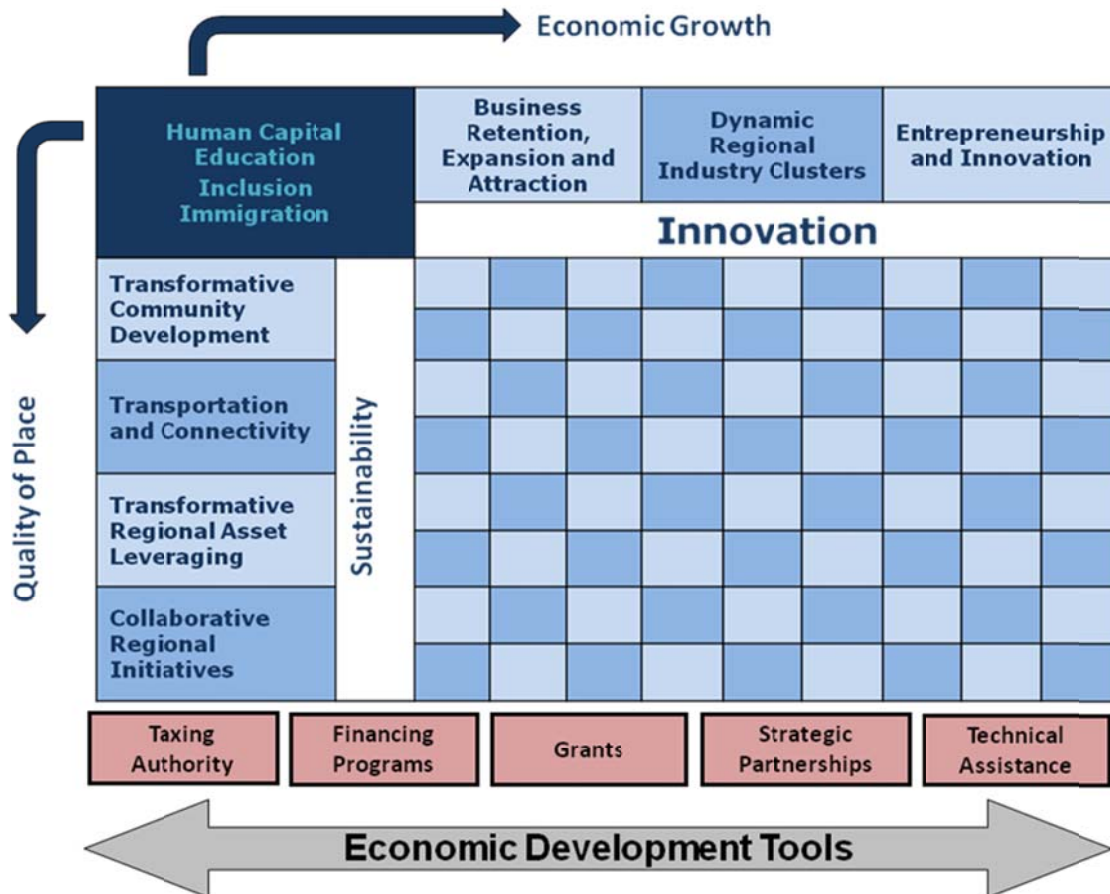 Economic Growth
Human Capital
Education
Inclusion
Immigration
Business
Retention,
Expansion and
Attraction
Dynamic
Regional
Industry Clusters
Entrepreneurship
and Innovation
Innovation
Quality of Place
Transformative
Community
Development
Transportation
and Connectivity
Transformative
Regional Asset
Leveraging
Collaborative
Regional
Initiatives
Sustainability
Taxing
Authority
Financing
Programs
Grants
Strategic
Partnerships
Technical
Assistance
Economic Development Tools